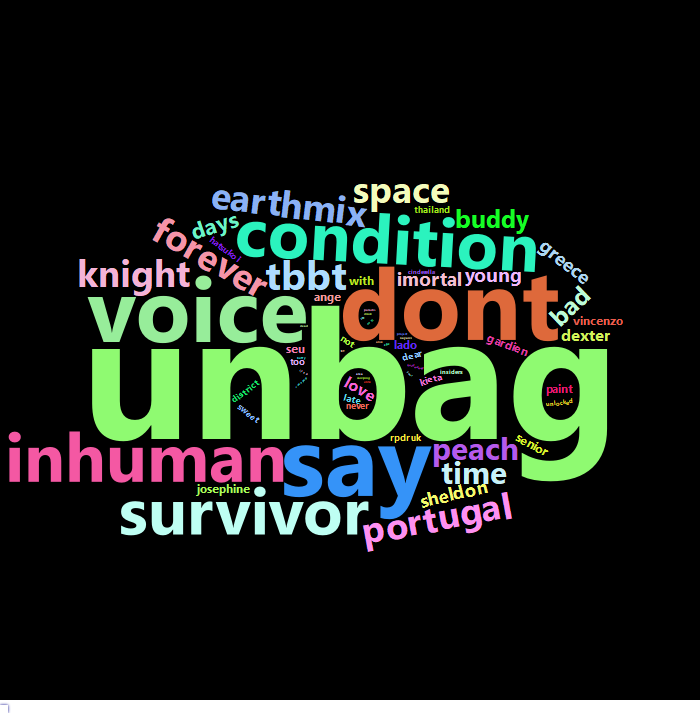 space
earthmix
thailand
buddy
days
condition
forever
hatsukoi
greece
knight
tbbt
with
cinderella
imortal
young
ange
voice
dont
bad
vincenzo
dexter
seu
too
not
lado
dear
gardien
unbag
district
sweet
love
late
never
kieta
insiders
paint
unlocked
rpdruk
inhuman
say
peach
senior
time
josephine
sheldon
survivor
portugal